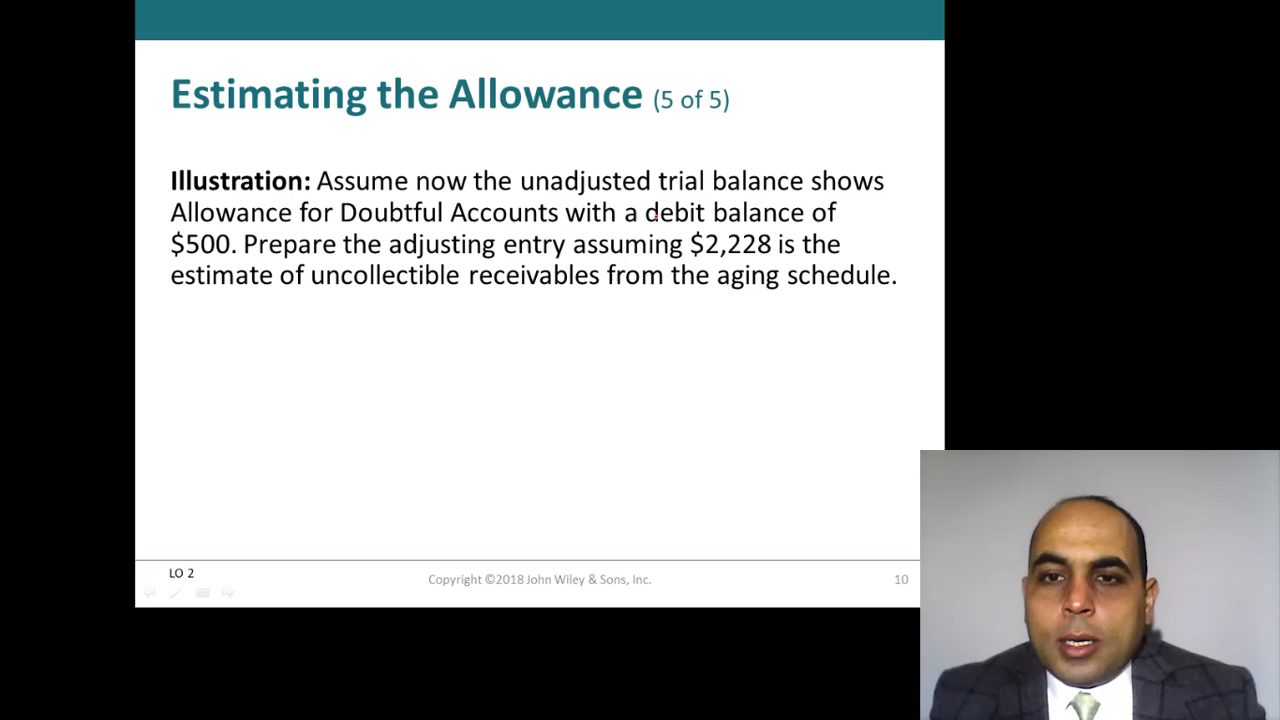 Estimating the Allowance (5 of 5)
Illustration: Assume now the unadjusted trial balance shows
Allowance for Doubtful Accounts with a debit balance of
$500. Prepare the adjusting entry assuming $2,228 is the
estimate of uncollectible receivables from the aging schedule.
LO 2
Copyright ©2018 John Wiley & Sons, Inc.
10